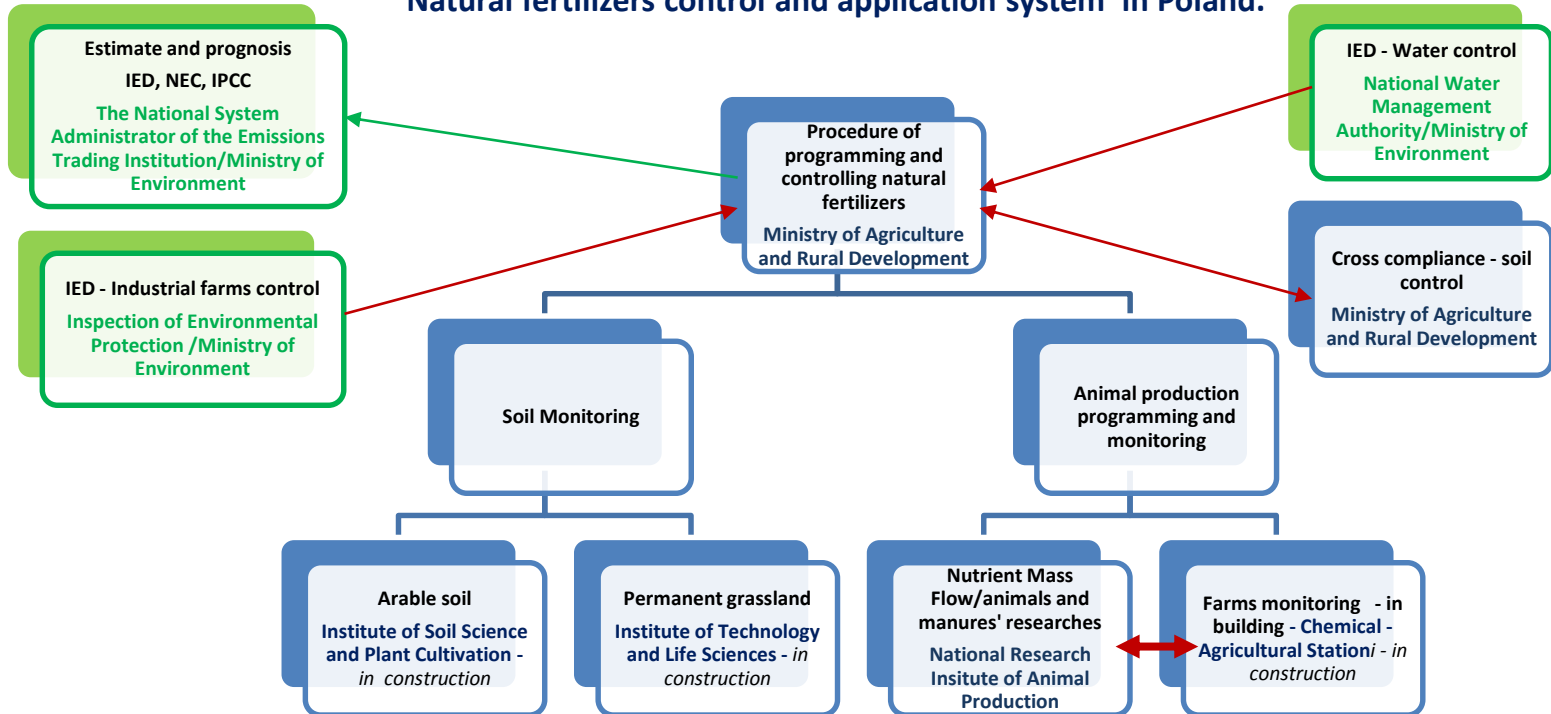 Natural fertilizers control and application system in Poland.
Estimate and prognosis
IED, NEC, IPCC
The National System
Administrator of the Emissions
Trading Institution/Ministry of
Environment
IED - Water control
National Water
Management
Authority/Ministry of
Environment
Procedure of
programming and
controlling natural
fertilizers
Ministry of Agriculture
and Rural Development
IED - Industrial farms control
Inspection of Environmental
Protection /Ministry of
Environment
Cross compliance - soil
control
Ministry of Agriculture
and Rural Development
Soil Monitoring
Animal production
programming and
monitoring
Arable soil
Institute of Soil Science
and Plant Cultivation -
in construction
Permanent grassland
Institute of Technology
and Life Sciences - in
construction
Nutrient Mass
Flow/animals and
manures' researches
National Research
Insitute of Animal
Production
Farms monitoring - in
building - Chemical -
Agricultural Stationi - in
construction